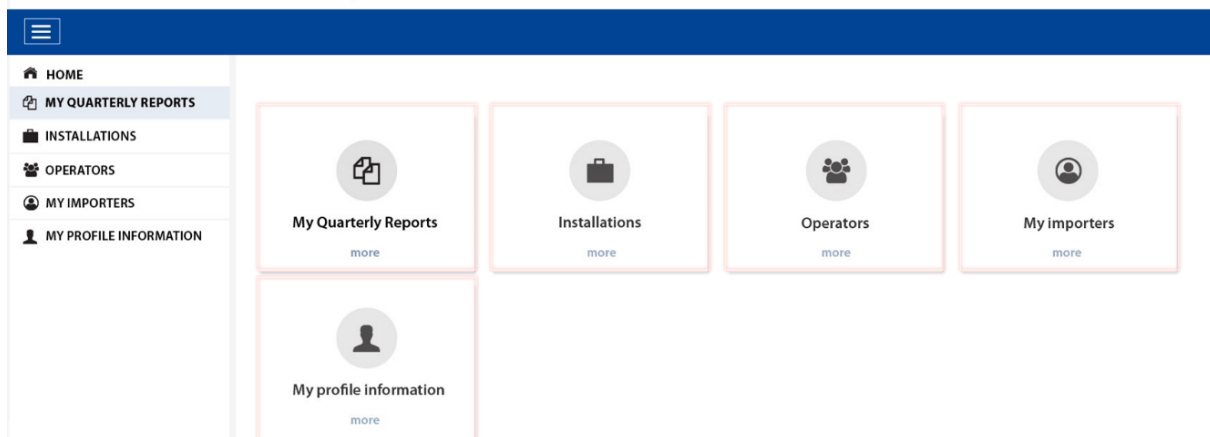 HOME
MY QUARTERLY REPORTS
INSTALLATIONS
OPERATORS
MY IMPORTERS
MY PROFILE INFORMATION
My Quarterly Reports
more
Installations
more
Operators
more
My importers
more
My profile information
more